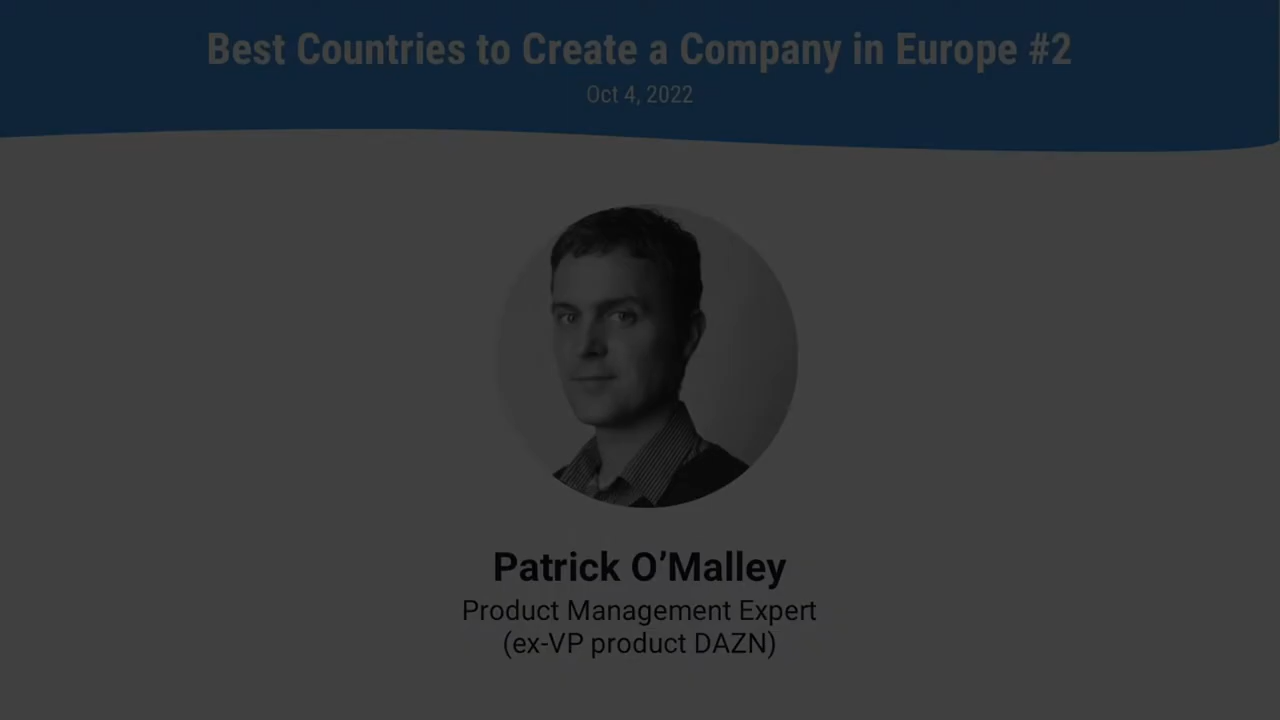 Best Countries to Create a Company in Europe #2
Oct 4, 2022
Patrick O’Malley
Product Management Expert
(ex-VP product DAZN)